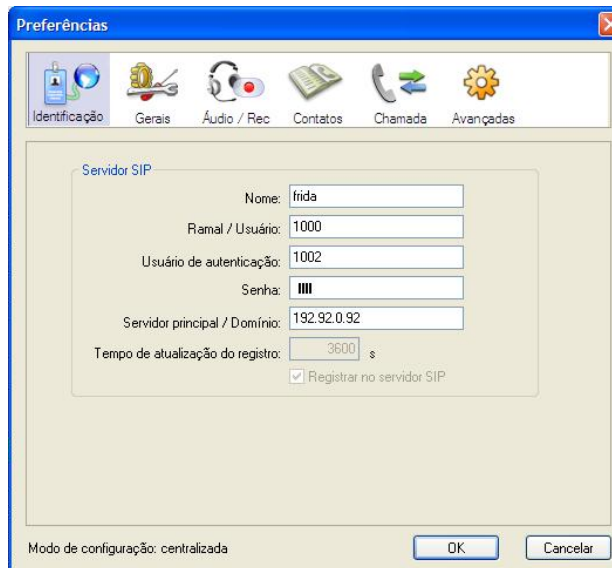 Preferências
Identificação Gerais Áudio / Rec Contatos Chamada Avançadas
Servidor SIP
Nome: frida
Ramal / Usuário: 1000
Usuário de autenticação: 1002
Senha:
Servidor principal / Domínio: 192.92.0.92
Tempo de atualização do registro: 3600 s
Registrar no servidor SIP
Modo de configuração: centralizada OK Cancelar